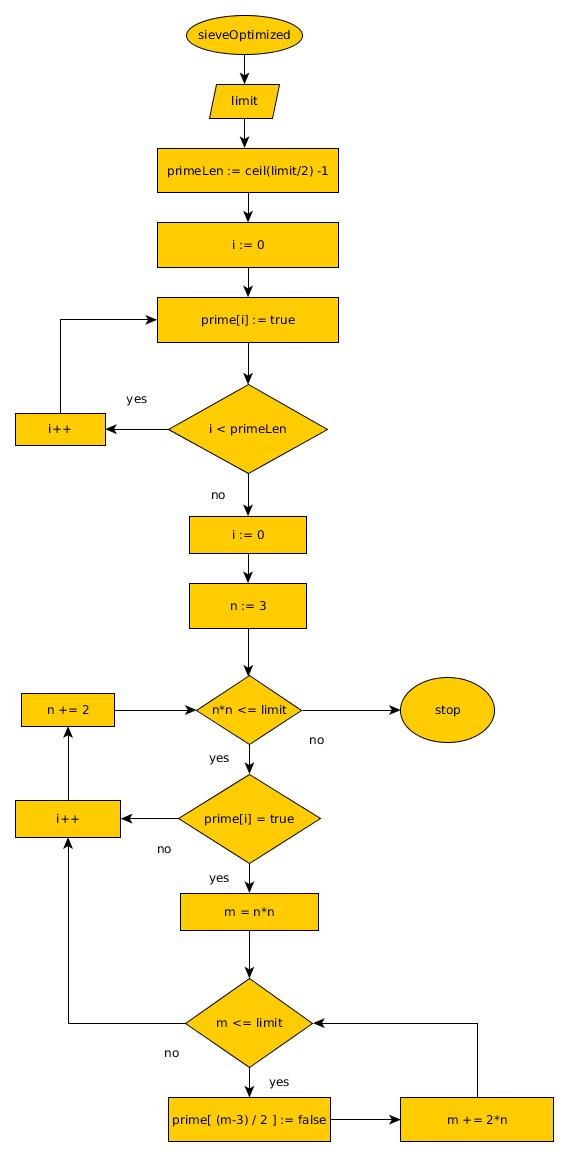 sieveOptimized
limit
primeLen := ceil(limit/2) -1
i := 0
prime[i] := true
yes
i++
i < primeLen
no
i := 0
n := 3
n += 2
n*n <= limit
stop
no
yes
i++
prime[i] = true
no
yes
m = n*n
m <= limit
no
yes
prime[ (m-3) / 2 ] := false
m += 2*n